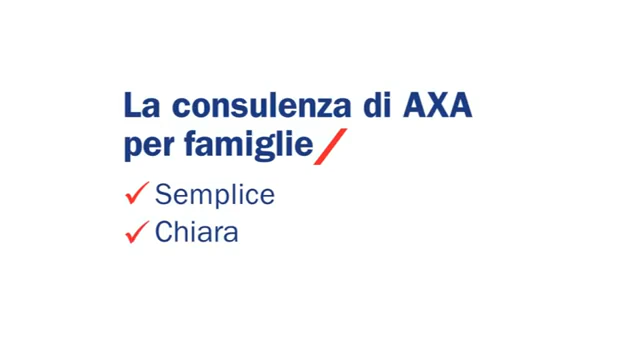 La consulenza di AXA
per famiglie/
✓ Semplice
✓ Chiara